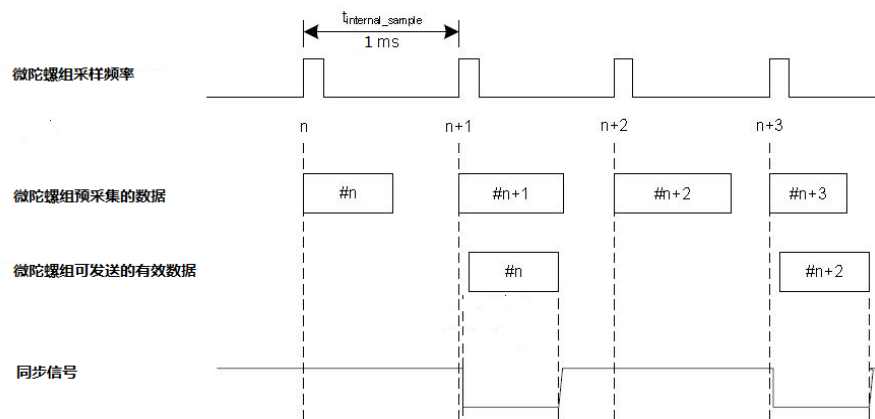 tinternal_sample
1 ms
微陀螺组采样频率
n
n+1
n+2
n+3
微陀螺组预采集的数据
#n
#n+1
#n+2
#n+3
微陀螺组可发送的有效数据
#n
#n+2
同步信号